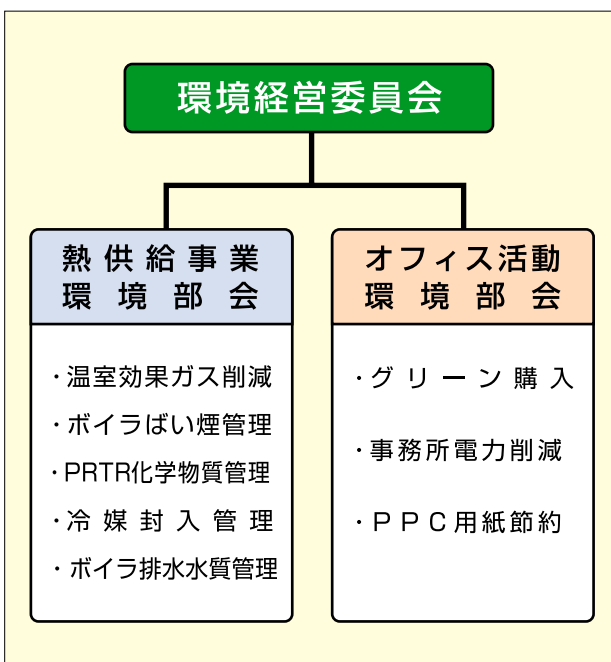 環境経営委員会
熱供給事業
環境部会
・温室効果ガス削減
・ボイラばい煙管理
・PRTR化学物質管理
・冷媒封入管理
・ボイラ排水水質管理
オフィス活動
環境部会
・グリーン購入
・事務所電力削減
・ＰＰＣ用紙節約